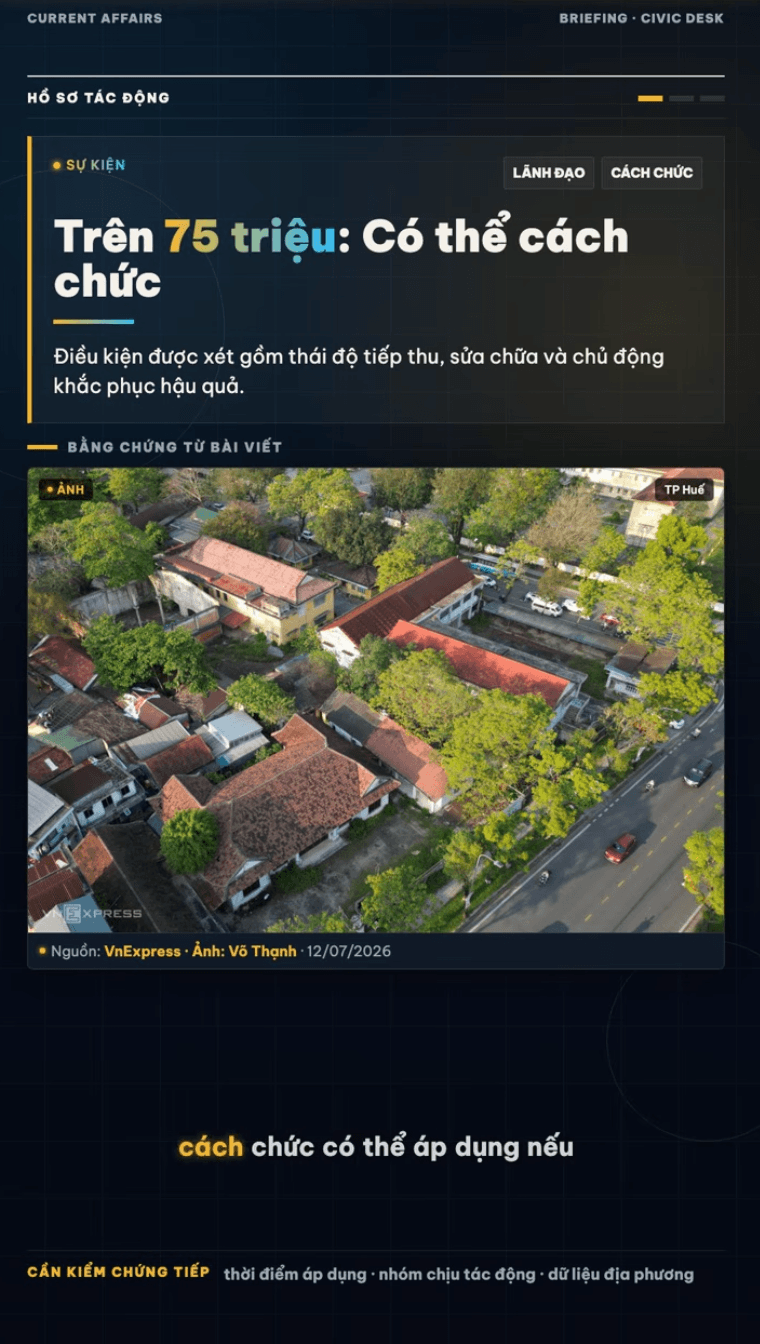 CURRENT AFFAIRS
BRIEFING · CIVIC DESK
HỒ SƠ TÁC ĐỘNG
SỰ KIỆN
LÃNH ĐẠO
CÁCH CHỨC
Trên 75 triệu: Có thể cách
chức
Điều kiện được xét gồm thái độ tiếp thu, sửa chữa và chủ động
khắc phục hậu quả.
BẰNG CHỨNG TỪ BÀI VIẾT
ẢNH
TP Huế
VNEXPRESS
Nguồn: VnExpress · Ảnh: Võ Thạnh · 12/07/2026
cách chức có thể áp dụng nếu
CẦN KIỂM CHỨNG TIẾP
thời điểm áp dụng · nhóm chịu tác động · dữ liệu địa phương